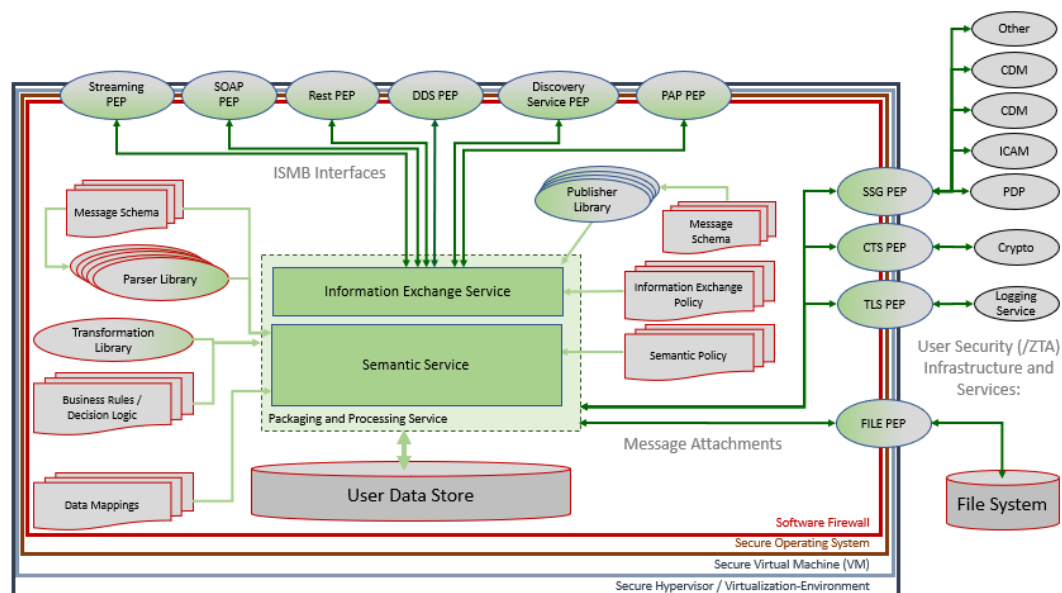 Other
CDM
CDM
ICAM
PDP
Streaming
PEP
SOAP
PEP
Rest PEP
DDS PEP
Discovery
Service PEP
PAP PEP
ISMB Interfaces
Message Schema
Parser Library
Publisher
Library
Message
Schema
SSG PEP
CTS PEP
Crypto
TLS PEP
Logging
Service
Information Exchange Service
Information Exchange
Policy
Transformation
Library
Semantic Service
Semantic Policy
User Security (/ZTA)
Infrastructure and
Services:
Business Rules /
Decision Logic
Packaging and Processing Service
Message Attachments
FILE PEP
Data Mappings
User Data Store
File System
Software Firewall
Secure Operating System
Secure Virtual Machine (VM)
Secure Hypervisor / Virtualization-Environment